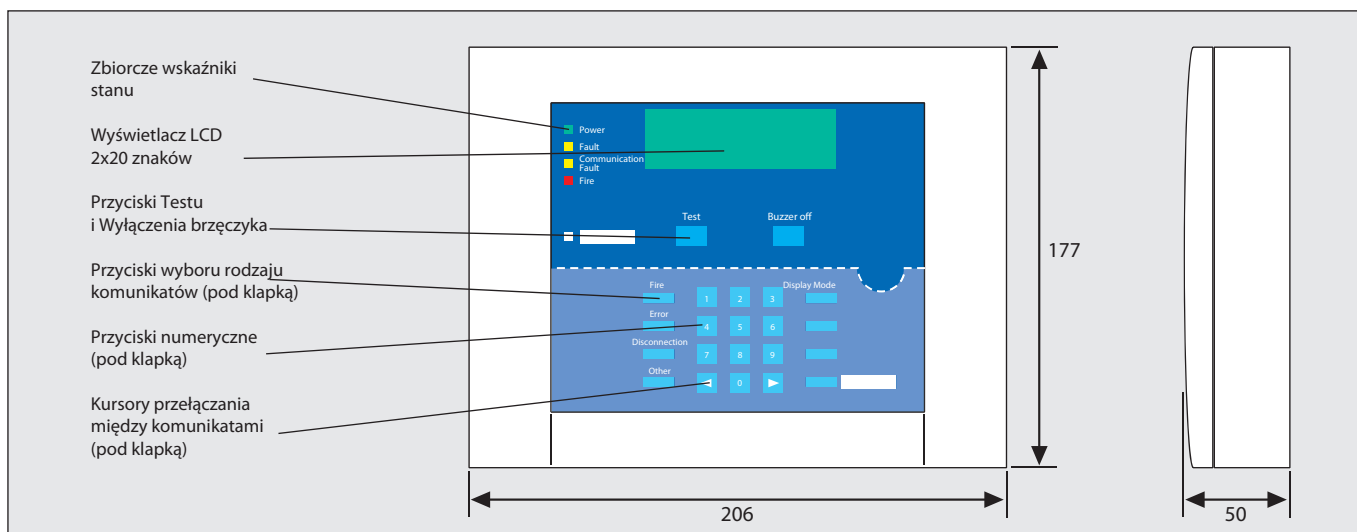 Zbiorcze wskaźniki
stanu
Wyświetlacz LCD
2x20 znaków
Przyciski Testu
i Wyłączenia brzęczyka
Przyciski wyboru rodzaju
komunikatów (pod klapką)
Przyciski numeryczne
(pod klapką)
Kursory przełączania
między komunikatami
(pod klapką)
Power
Fault
Communication
Fault
Fire
Test
Buzzer off
Fire
1
2
3
Display Mode
Error
4
5
6
Disconnection
7
8
9
Other
0
177
206
50